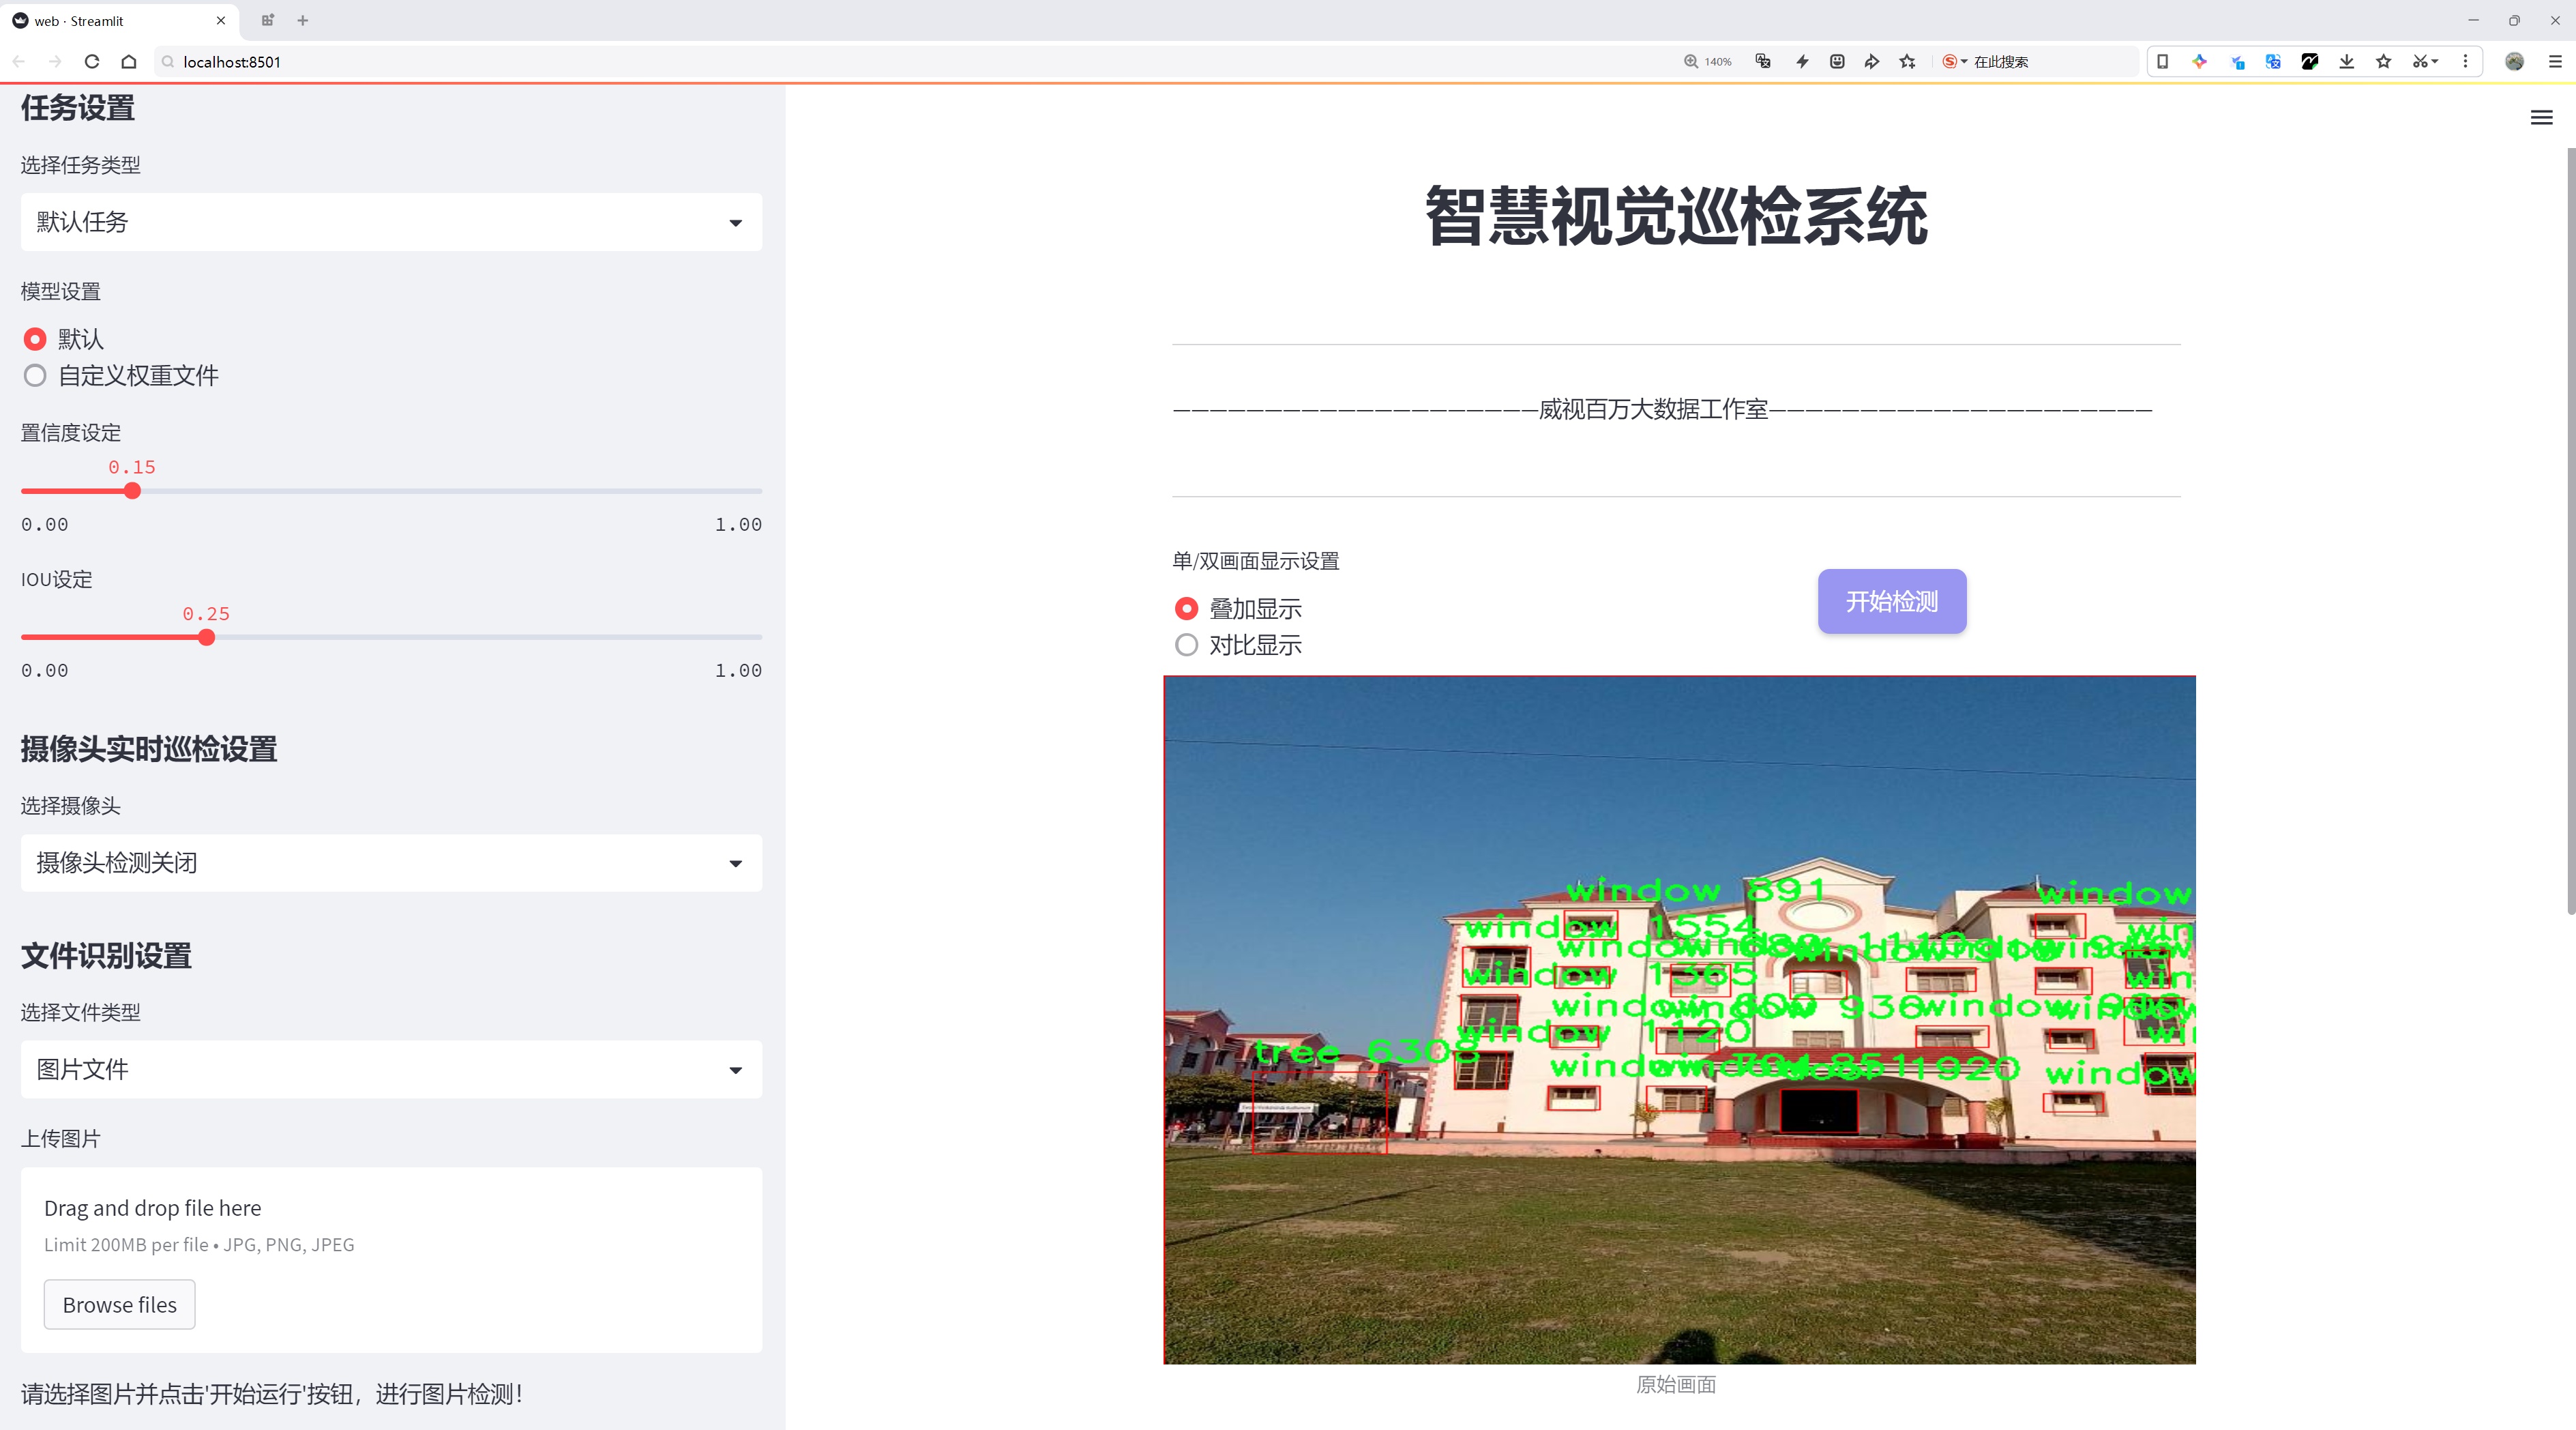 web · Streamlit
localhost:8501
140%
在此搜索
任务设置
选择任务类型
默认任务
模型设置
默认
自定义权重文件
置信度设定
0.15
0.00
1.00
IOU设定
0.25
0.00
1.00
摄像头实时巡检设置
选择摄像头
摄像头检测关闭
文件识别设置
选择文件类型
图片文件
上传图片
Drag and drop file here
Limit 200MB per file • JPG, PNG, JPEG
Browse files
请选择图片并点击'开始运行'按钮，进行图片检测！
智慧视觉巡检系统
————————————————————威视百万大数据工作室—————————————————————
单/双画面显示设置
叠加显示
对比显示
开始检测
window 891
window
window 1554
window
window 1365
window
window 936
window
window 1120
tree 6308
window
window
原始画面